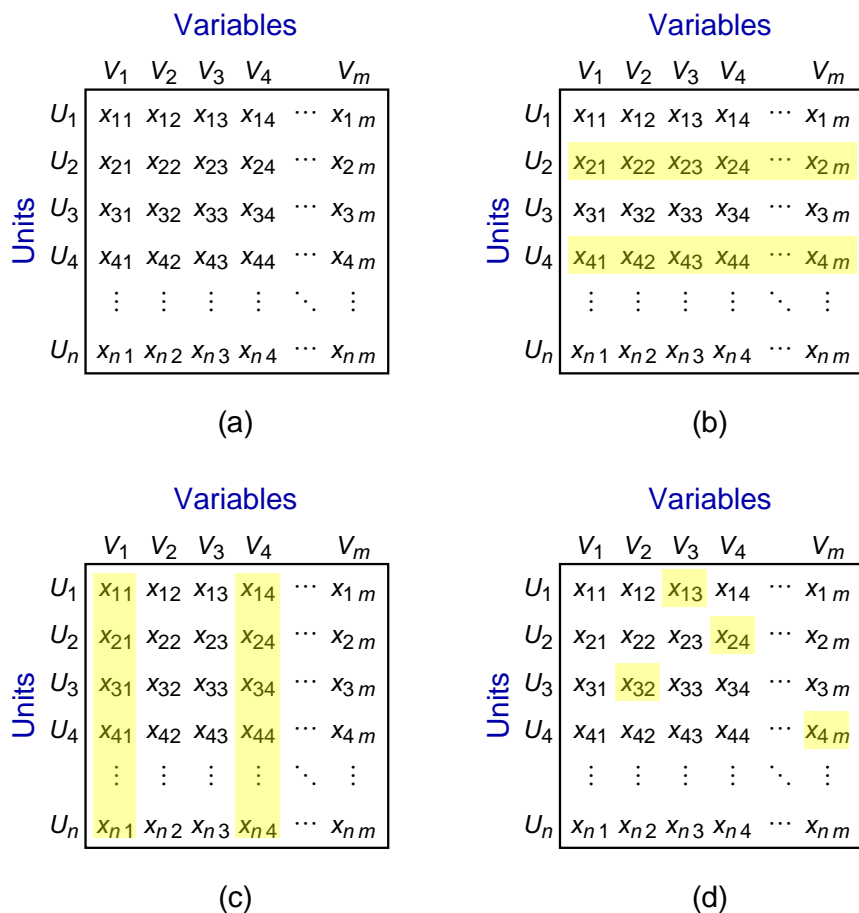 Variables Variables
V1 V2 V3 V4 Vm V1 V2 V3 V4 Vm
U1 x11 x12 x13 x14 ⋯ x1m U1 x11 x12 x13 x14 ⋯ x1m
U2 x21 x22 x23 x24 ⋯ x2m U2 x21 x22 x23 x24 ⋯ x2m
U3 x31 x32 x33 x34 ⋯ x3m U3 x31 x32 x33 x34 ⋯ x3m
U4 x41 x42 x43 x44 ⋯ x4m U4 x41 x42 x43 x44 ⋯ x4m
⋮ ⋮ ⋮ ⋮ ⋱ ⋮ ⋮ ⋮ ⋮ ⋮ ⋱ ⋮
Un xn1 xn2 xn3 xn4 ⋯ xnm Un xn1 xn2 xn3 xn4 ⋯ xnm
Units Units
(a) (b)
Variables Variables
V1 V2 V3 V4 Vm V1 V2 V3 V4 Vm
U1 x11 x12 x13 x14 ⋯ x1m U1 x11 x12 x13 x14 ⋯ x1m
U2 x21 x22 x23 x24 ⋯ x2m U2 x21 x22 x23 x24 ⋯ x2m
U3 x31 x32 x33 x34 ⋯ x3m U3 x31 x32 x33 x34 ⋯ x3m
U4 x41 x42 x43 x44 ⋯ x4m U4 x41 x42 x43 x44 ⋯ x4m
⋮ ⋮ ⋮ ⋮ ⋱ ⋮ ⋮ ⋮ ⋮ ⋮ ⋱ ⋮
Un xn1 xn2 xn3 xn4 ⋯ xnm Un xn1 xn2 xn3 xn4 ⋯ xnm
Units Units
(c) (d)